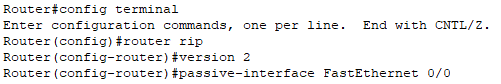 Router#config terminal
Enter configuration commands, one per line.  End with CNTL/Z.
Router(config)#router rip
Router(config-router)#version 2
Router(config-router)#passive-interface FastEthernet 0/0